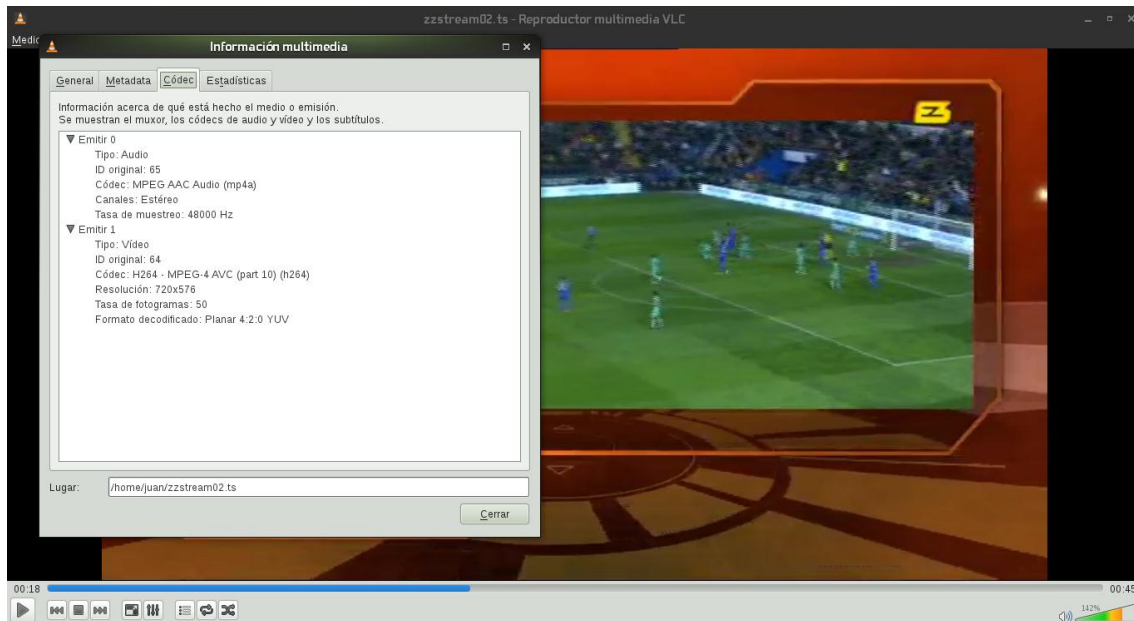 zzstream02.ts - Reproductor multimedia VLC
Medio
Información multimedia
General Metadata Códec Estadísticas
Información acerca de qué está hecho el medio o emisión.
Se muestran el muxor, los códecs de audio y vídeo y los subtítulos.
Emitir 0
Tipo: Audio
ID original: 65
Códec: MPEG AAC Audio (mp4a)
Canales: Estéreo
Tasa de muestreo: 48000 Hz
Emitir 1
Tipo: Vídeo
ID original: 64
Códec: H264 - MPEG-4 AVC (part 10) (h264)
Resolución: 720x576
Tasa de fotogramas: 50
Formato decodificado: Planar 4:2:0 YUV
Lugar: /home/juan/zzstream02.ts
Cerrar
00:18 00:45
142%